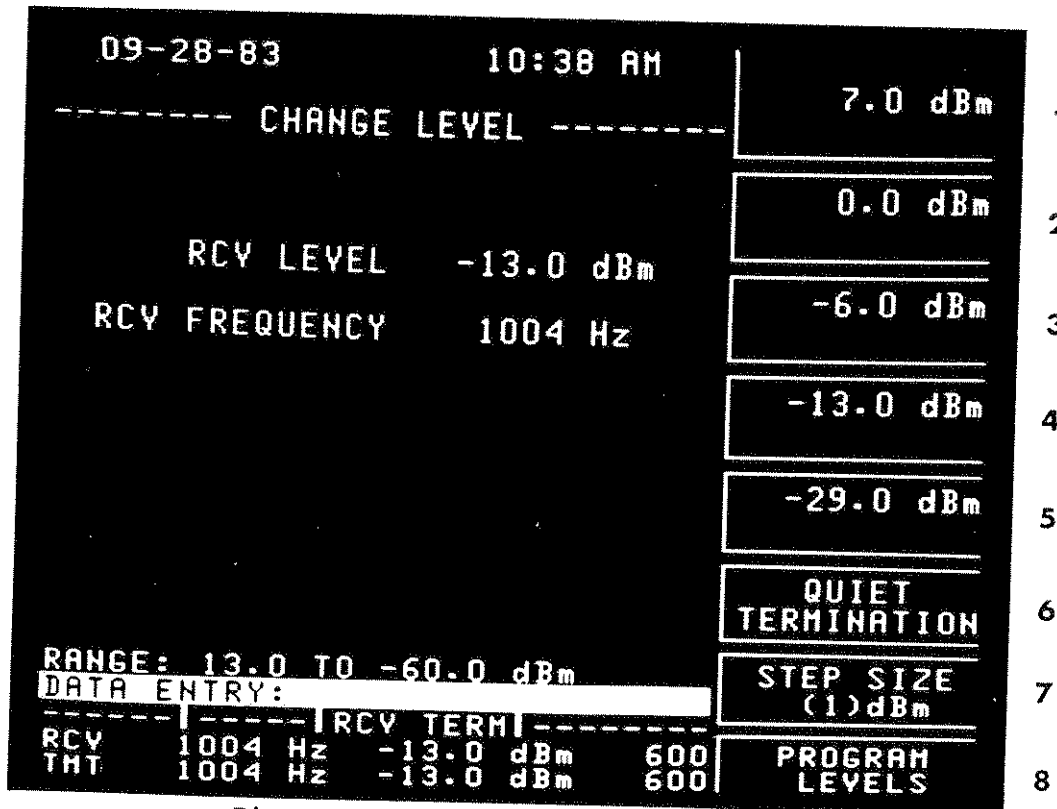 09-28-83 10:38 AM
-------- CHANGE LEVEL --------
RCV LEVEL -13.0 dBm
RCV FREQUENCY 1004 Hz
RANGE: 13.0 TO -60.0 dBm
DATA ENTRY:
------ ----- RCV TERM --------
RCV 1004 Hz -13.0 dBm 600
TMT 1004 Hz -13.0 dBm 600
7.0 dBm
0.0 dBm
2
-6.0 dBm
3
-13.0 dBm
4
-29.0 dBm
5
QUIET
TERMINATION
6
STEP SIZE
(1)dBm
7
PROGRAM
LEVELS
8